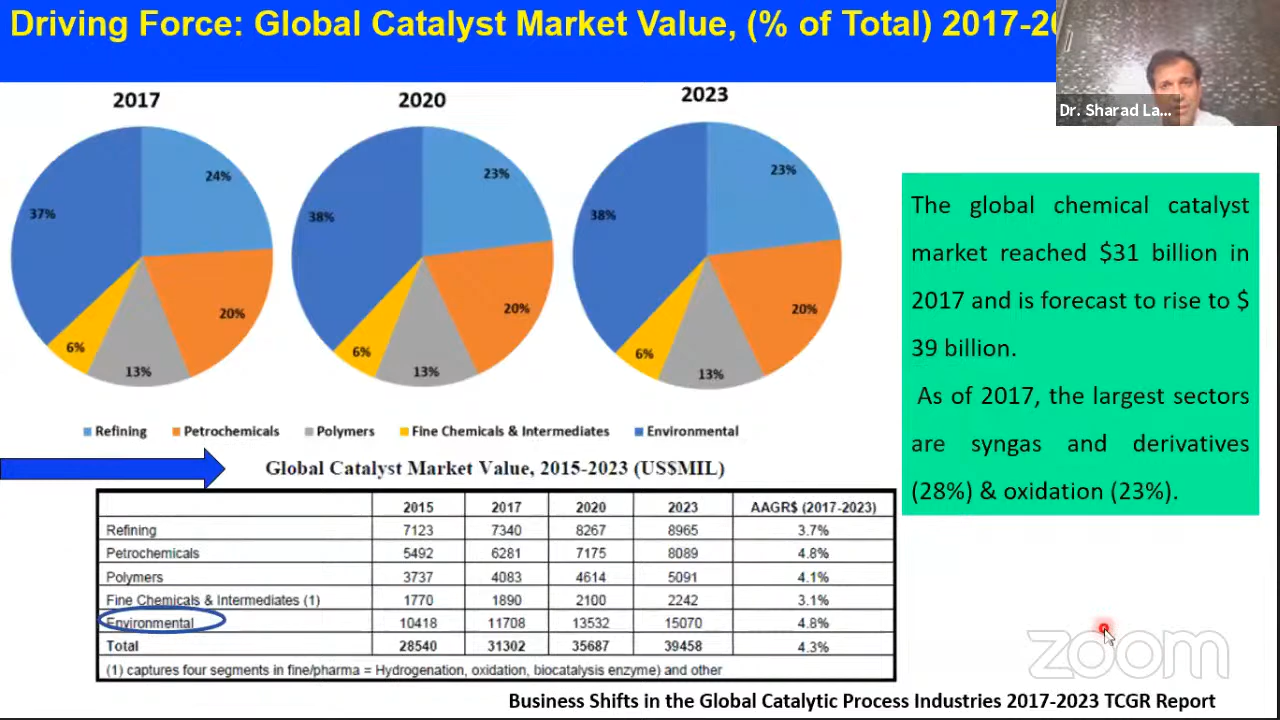 Driving Force: Global Catalyst Market Value, (% of Total) 2017-20
Dr. Sharad La...
2017
2020
2023
24%
20%
13%
6%
37%
23%
20%
13%
6%
38%
23%
20%
13%
6%
38%
Refining
Petrochemicals
Polymers
Fine Chemicals & Intermediates
Environmental
The global chemical catalyst
market reached $31 billion in
2017 and is forecast to rise to $
39 billion.
As of 2017, the largest sectors
are syngas and derivatives
(28%) & oxidation (23%).
Global Catalyst Market Value, 2015-2023 (US$MIL)
2015 2017 2020 2023 AAGR$ (2017-2023)
Refining 7123 7340 8267 8965 3.7%
Petrochemicals 5492 6281 7175 8089 4.8%
Polymers 3737 4083 4614 5091 4.1%
Fine Chemicals & Intermediates (1) 1770 1890 2100 2242 3.1%
Environmental 10418 11708 13532 15070 4.8%
Total 28540 31302 35687 39458 4.3%
(1) captures four segments in fine/pharma = Hydrogenation, oxidation, biocatalysis enzyme) and other
zoom
Business Shifts in the Global Catalytic Process Industries 2017-2023 TCGR Report